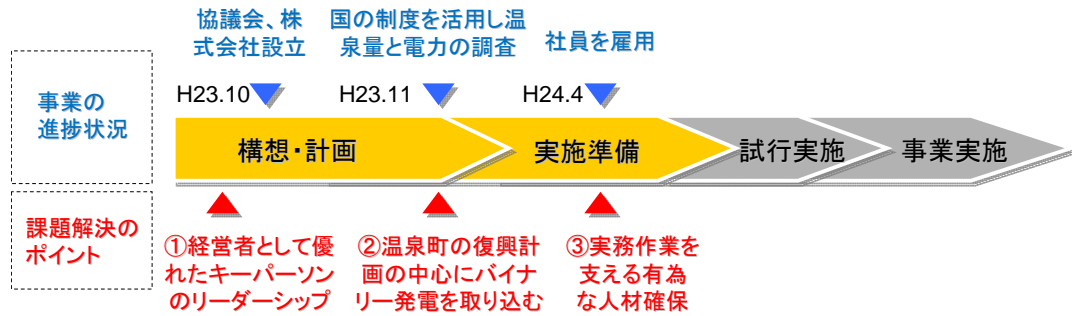 協議会、株
式会社設立
国の制度を活用し温
泉量と電力の調査
社員を雇用
事業の
進捗状況
H23.10
H23.11
H24.4
構想・計画
実施準備
試行実施
事業実施
課題解決の
ポイント
①経営者として優
れたキーパーソン
のリーダーシップ
②温泉町の復興計
画の中心にバイナ
リー発電を取り込む
③実務作業を
支える有為
な人材確保